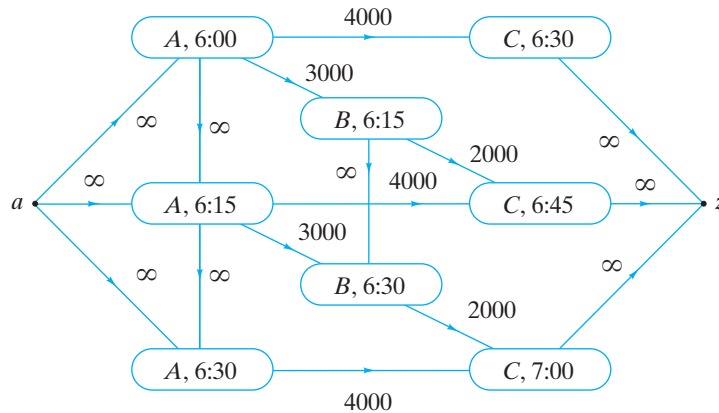 4000
A, 6:00
C, 6:30
3000
B, 6:15
∞
∞
∞
2000
∞
∞
4000
∞
a
A, 6:15
C, 6:45
z
3000
∞
∞
B, 6:30
∞
2000
A, 6:30
C, 7:00
4000